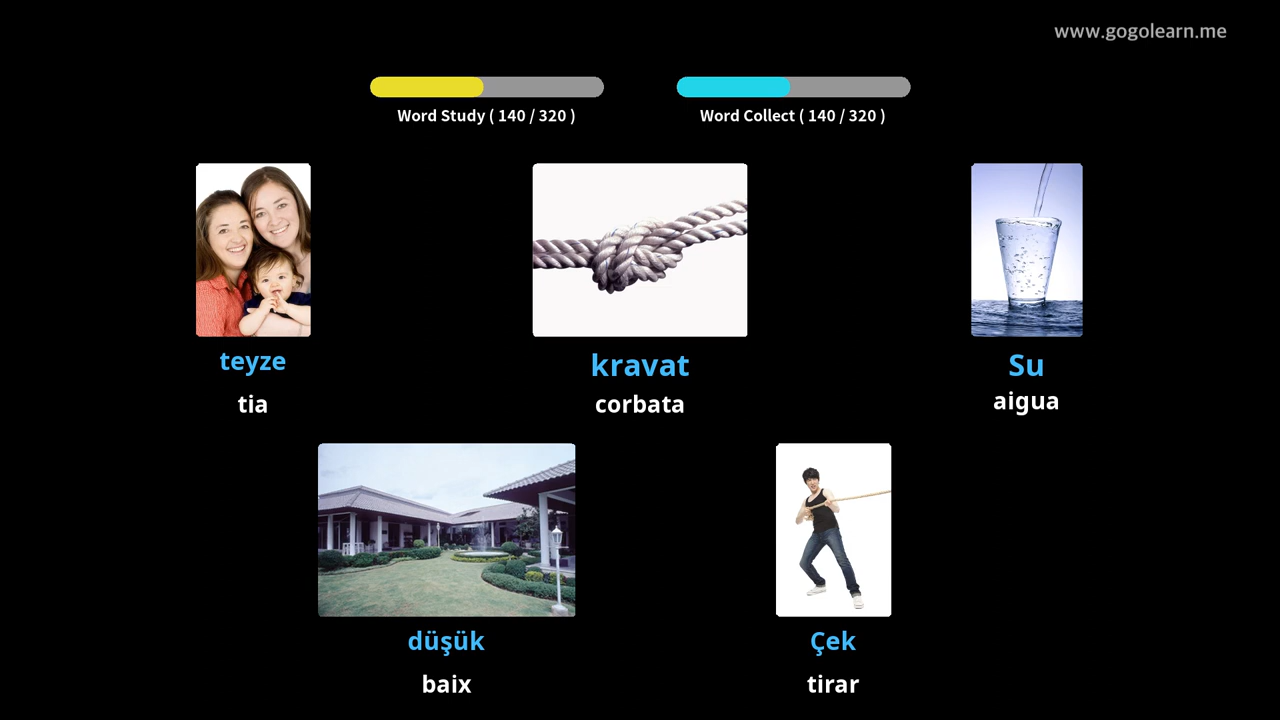 www.gogolearn.me
Word Study ( 140 / 320 )
Word Collect ( 140 / 320 )
teyze
tia
kravat
corbata
Su
aigua
düşük
baix
Çek
tirar